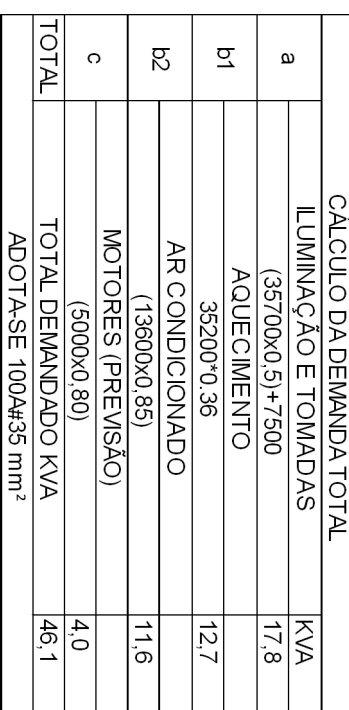 CÁLCULO DA DEMANDA TOTAL
ILUMINAÇÃO E TOMADAS KVA
a (35700x0,5)+7500 17,8
AQUECIMENTO
b1 35200*0.36 12,7
AR CONDICIONADO
b2 (13600x0,85) 11,6
MOTORES (PREVISÃO)
c (5000x0,80) 4,0
TOTAL TOTAL DEMANDADO KVA 46,1
ADOTA-SE 100A#35 mm²